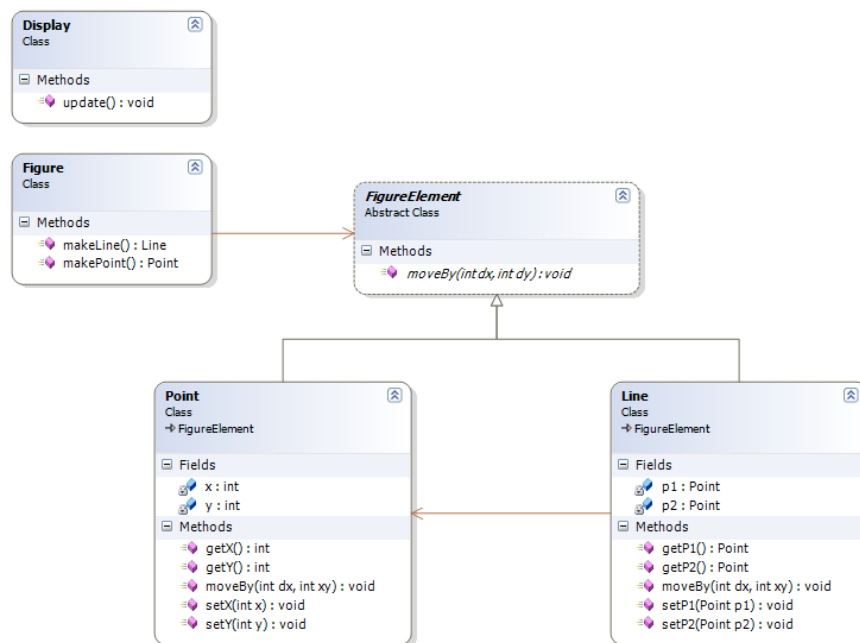 Display
Class
Methods
update() : void
Figure
Class
Methods
makeLine() : Line
makePoint() : Point
FigureElement
Abstract Class
Methods
moveBy(int dx, int dy) : void
Point
Class
FigureElement
Fields
x : int
y : int
Methods
getX() : int
getY() : int
moveBy(int dx, int xy) : void
setX(int x) : void
setY(int y) : void
Line
Class
FigureElement
Fields
p1 : Point
p2 : Point
Methods
getP1() : Point
getP2() : Point
moveBy(int dx, int xy) : void
setP1(Point p1) : void
setP2(Point p2) : void